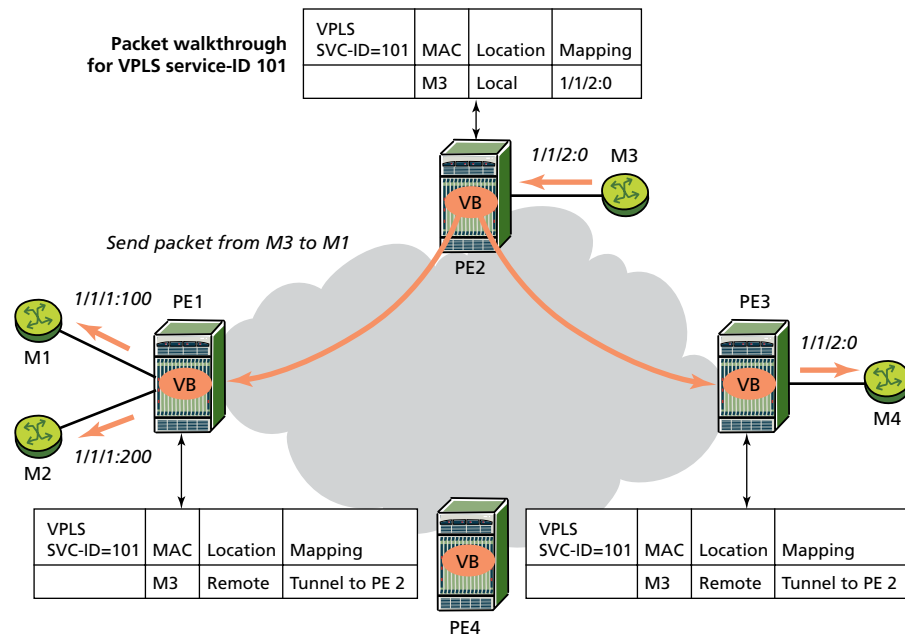 Packet walkthrough
for VPLS service-ID 101
VPLS
SVC-ID=101 MAC Location Mapping
M3 Local 1/1/2:0
1/1/2:0 M3
VB
Send packet from M3 to M1
PE2
1/1/1:100 PE1 PE3
1/1/2:0
M1
VB VB
M2 M4
1/1/1:200
VPLS
SVC-ID=101 MAC Location Mapping
M3 Remote Tunnel to PE 2
VB
PE4
VPLS
SVC-ID=101 MAC Location Mapping
M3 Remote Tunnel to PE 2